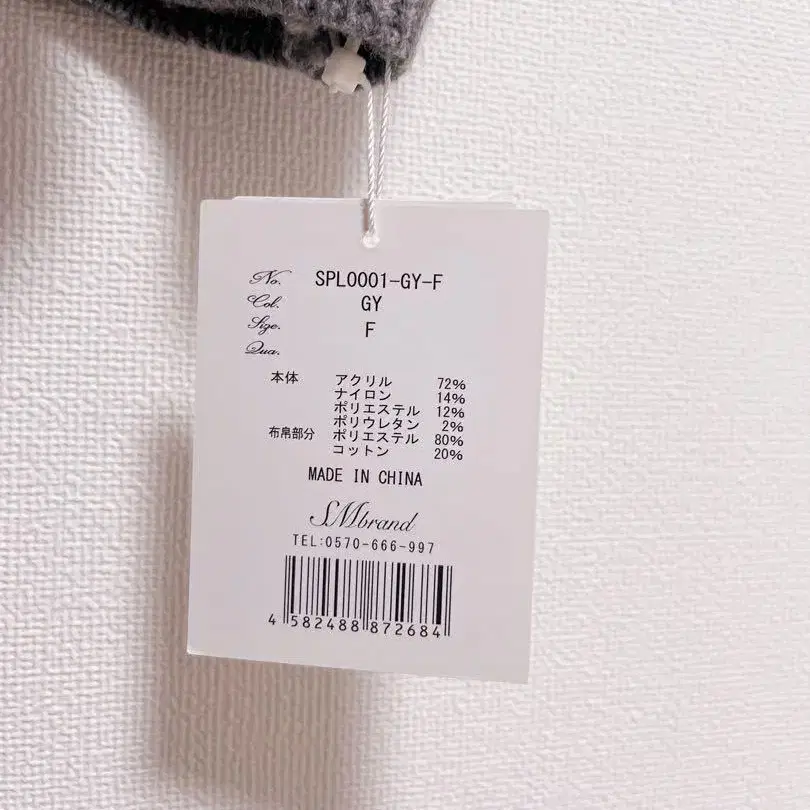 No. SPL0001-GY-F
Col. GY
Size. F
Qua.
本体 アクリル 72%
ナイロン 14%
ポリエステル 12%
ポリウレタン 2%
布帛部分 ポリエステル 80%
コットン 20%
MADE IN CHINA
SMbrand
TEL:0570-666-997
4 582488 872684